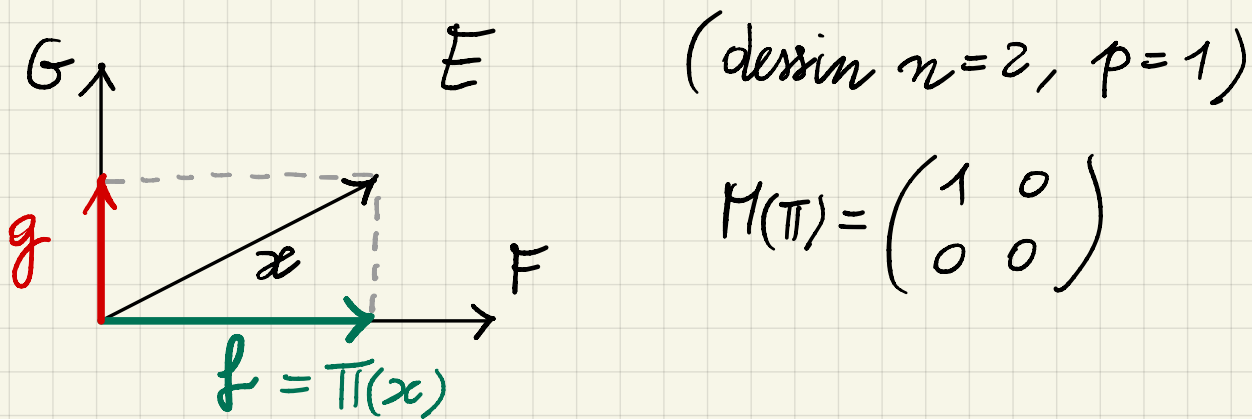 G E (dessin n=2, p=1)
M(π) = (1 0
0 0)
g x F
f = π(x)